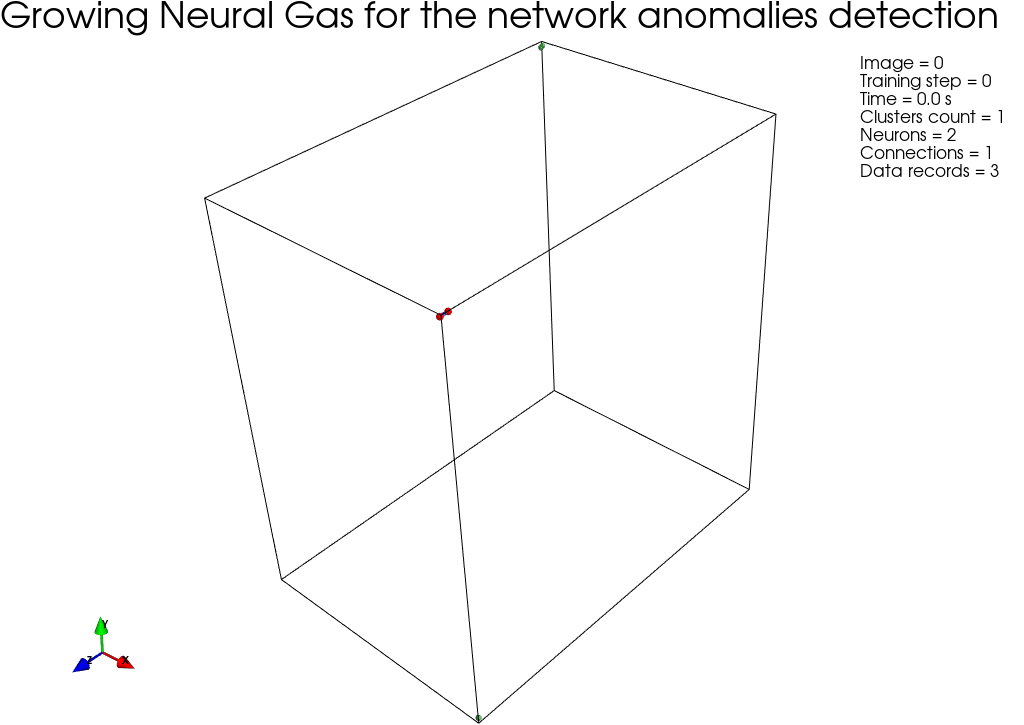 Growing Neural Gas for the network anomalies detection
Image = 0
Training step = 0
Time = 0.0 s
Clusters count = 1
Neurons = 2
Connections = 1
Data records = 3
Y
Z
X